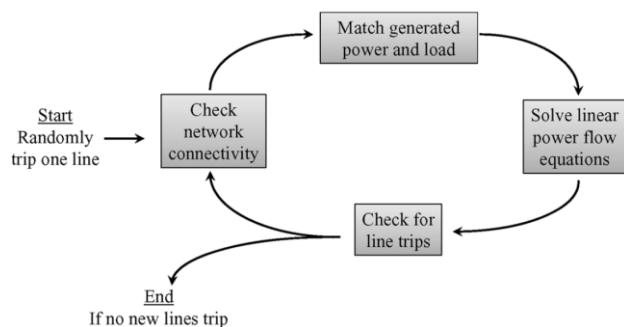 Start
Randomly
trip one line
Check
network
connectivity
Match generated
power and load
Solve linear
power flow
equations
Check for
line trips
End
If no new lines trip